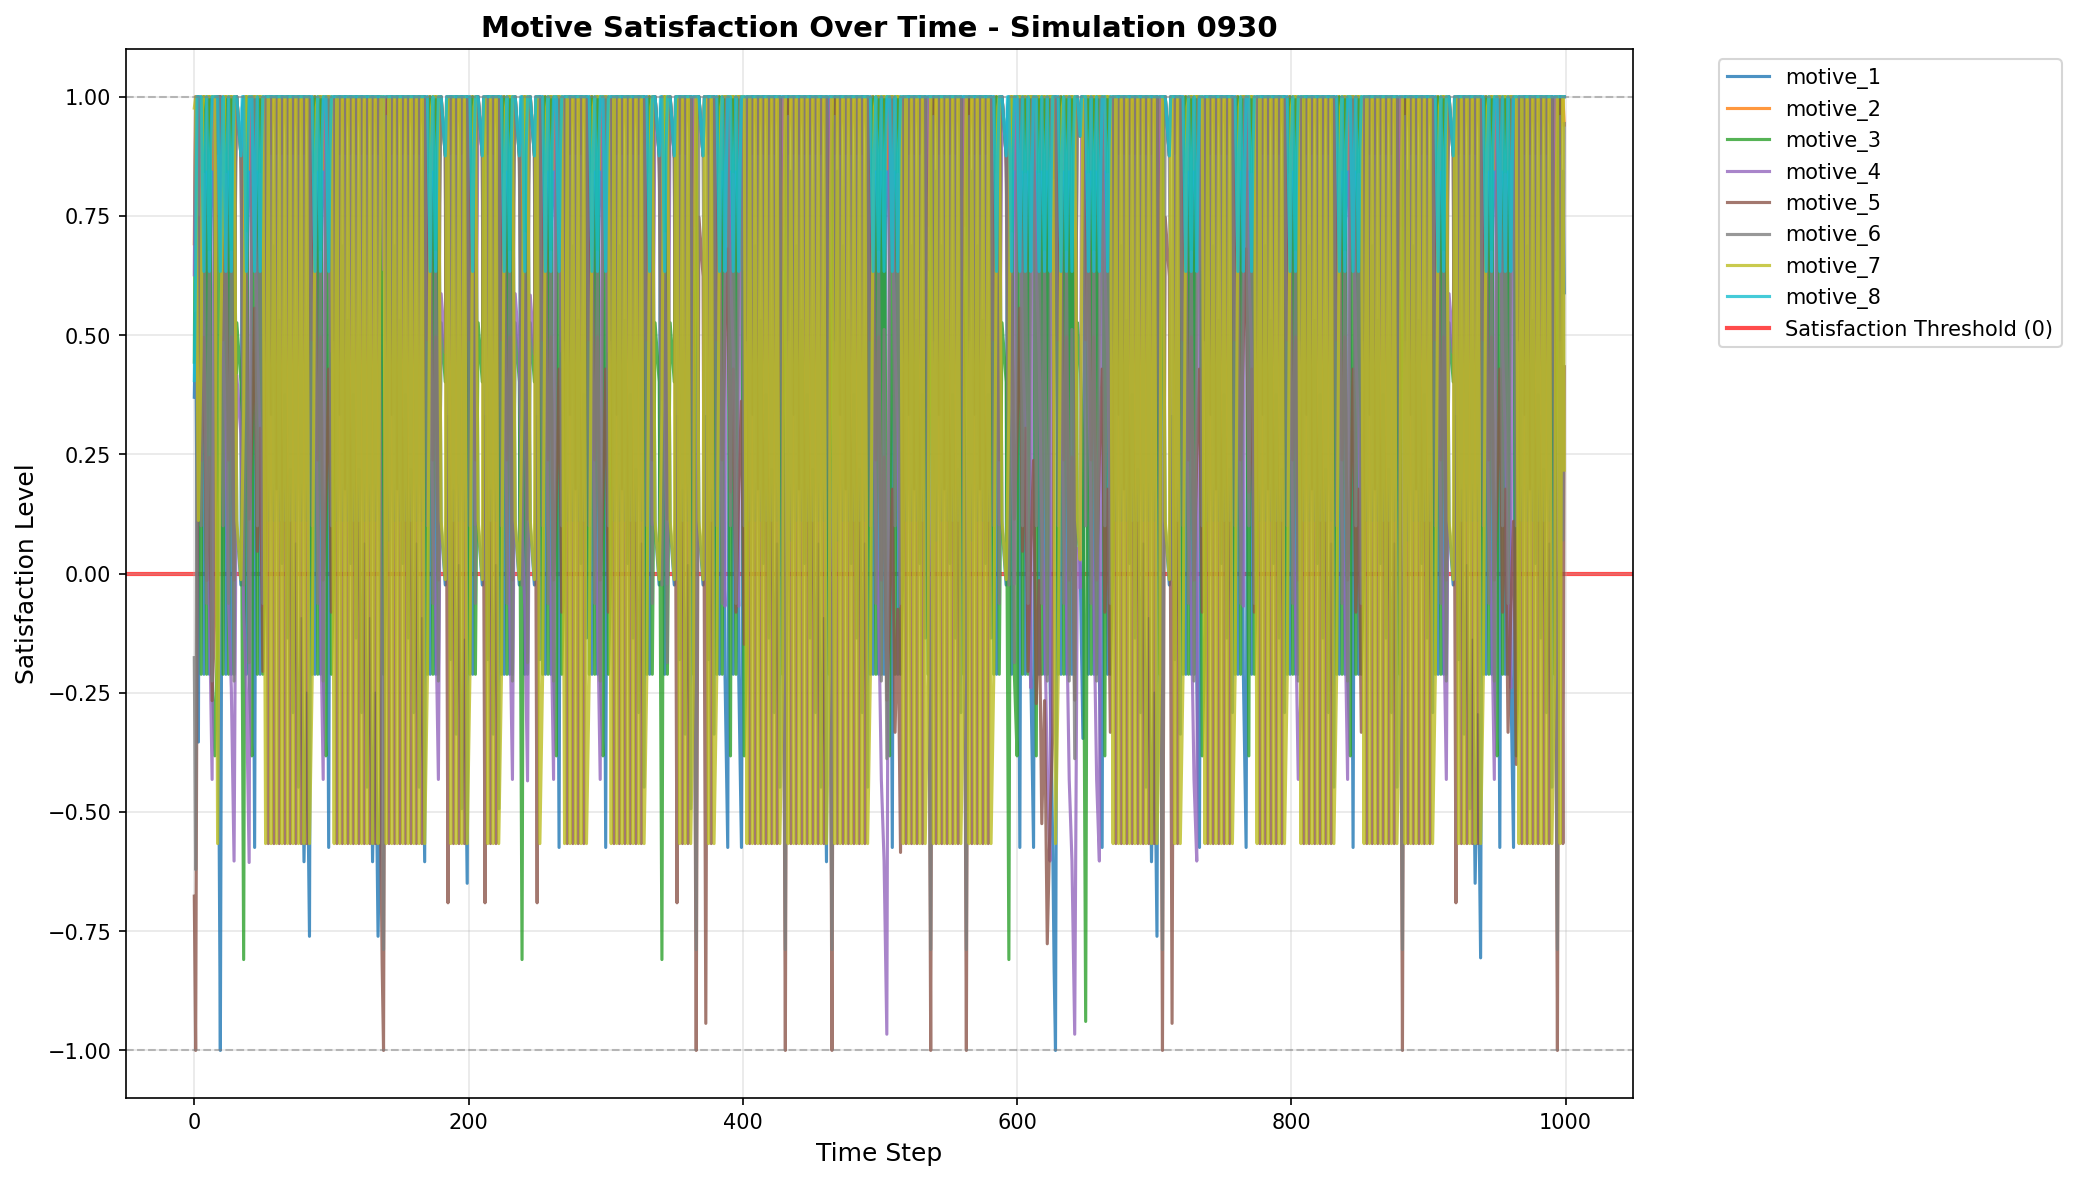 Motive Satisfaction Over Time - Simulation 0930
1.00
0.75
0.50
0.25
0.00
−0.25
−0.50
−0.75
−1.00
Satisfaction Level
0
200
400
600
800
1000
Time Step
motive_1
motive_2
motive_3
motive_4
motive_5
motive_6
motive_7
motive_8
Satisfaction Threshold (0)